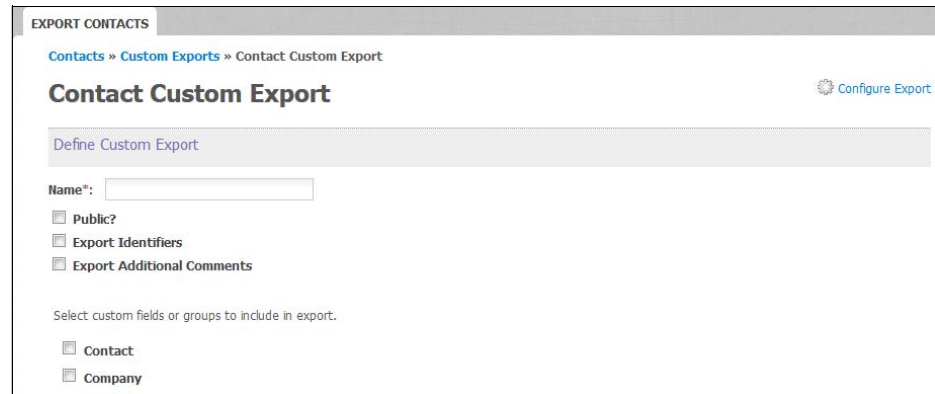 EXPORT CONTACTS
Contacts » Custom Exports » Contact Custom Export
Contact Custom Export
Configure Export
Define Custom Export
Name*:
Public?
Export Identifiers
Export Additional Comments
Select custom fields or groups to include in export.
Contact
Company